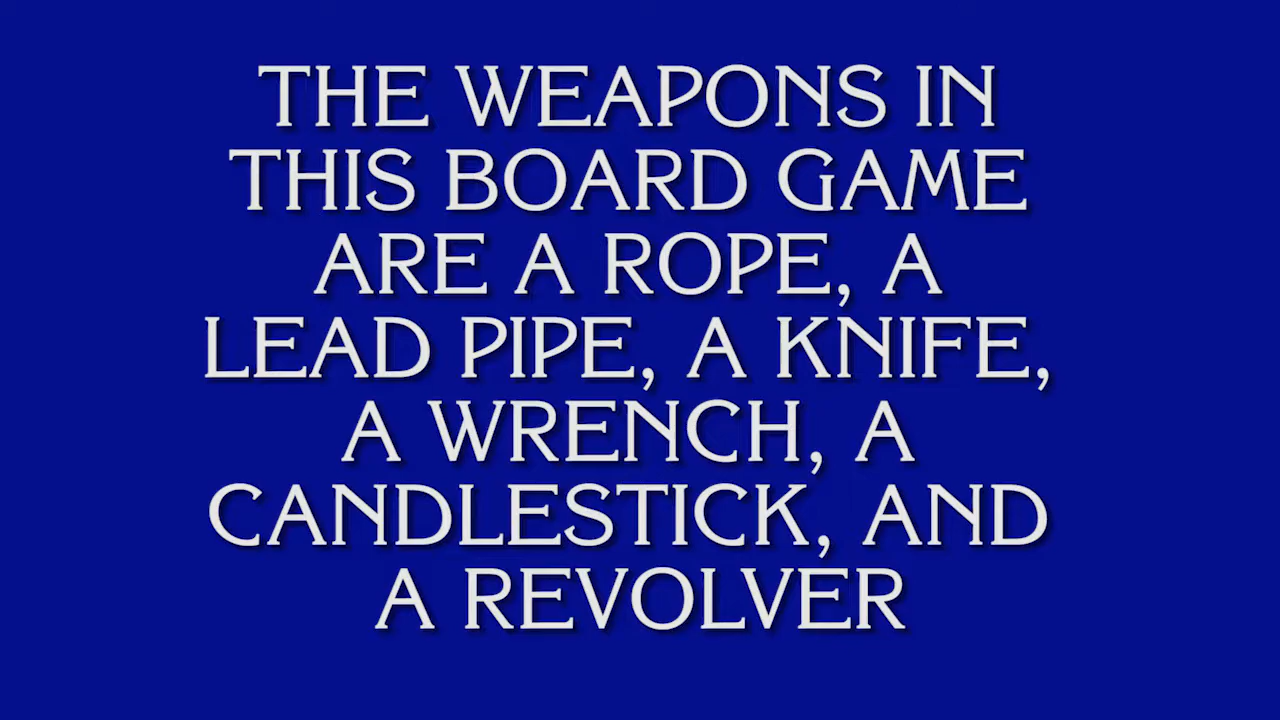 THE WEAPONS IN
THIS BOARD GAME
ARE A ROPE, A
LEAD PIPE, A KNIFE,
A WRENCH, A
CANDLESTICK, AND
A REVOLVER